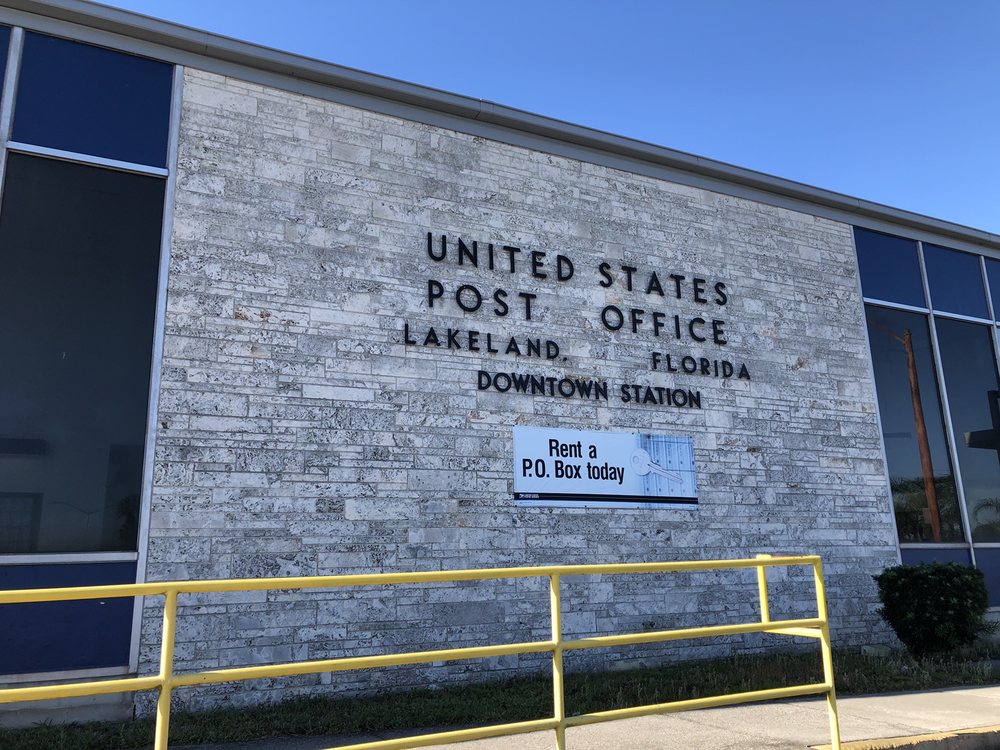 UNITED STATES
POST OFFICE
LAKELAND, FLORIDA
DOWNTOWN STATION
Rent a
P.O. Box today